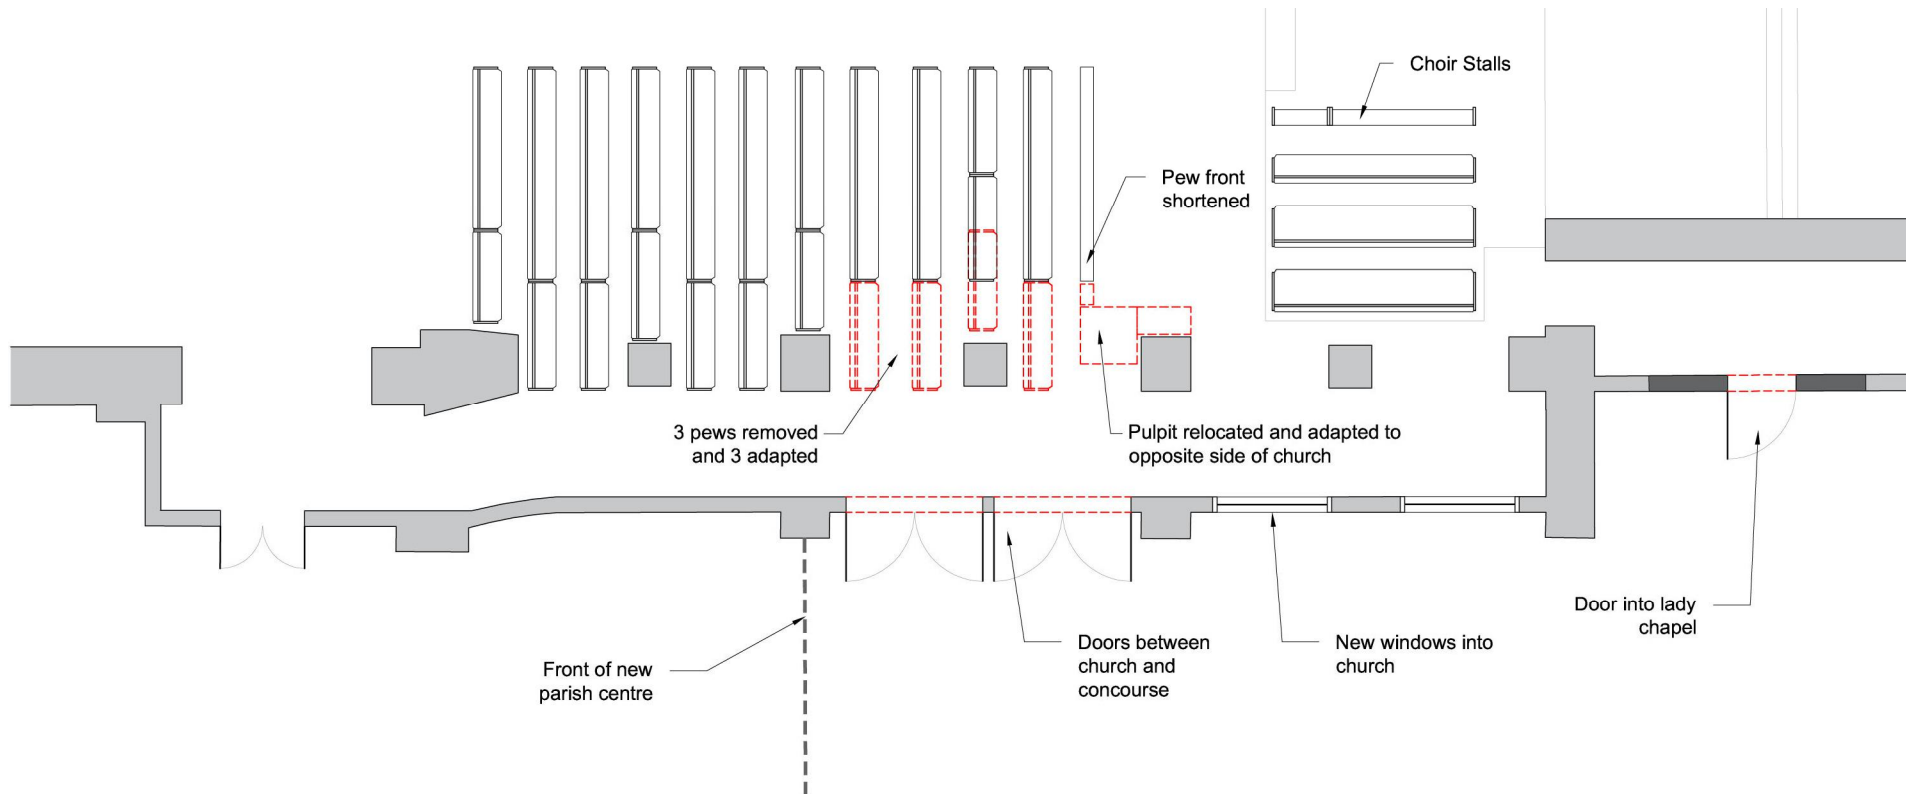 Choir Stalls
Pew front
shortened
3 pews removed
and 3 adapted
Pulpit relocated and adapted to
opposite side of church
Front of new
parish centre
Doors between
church and
concourse
New windows into
church
Door into lady
chapel